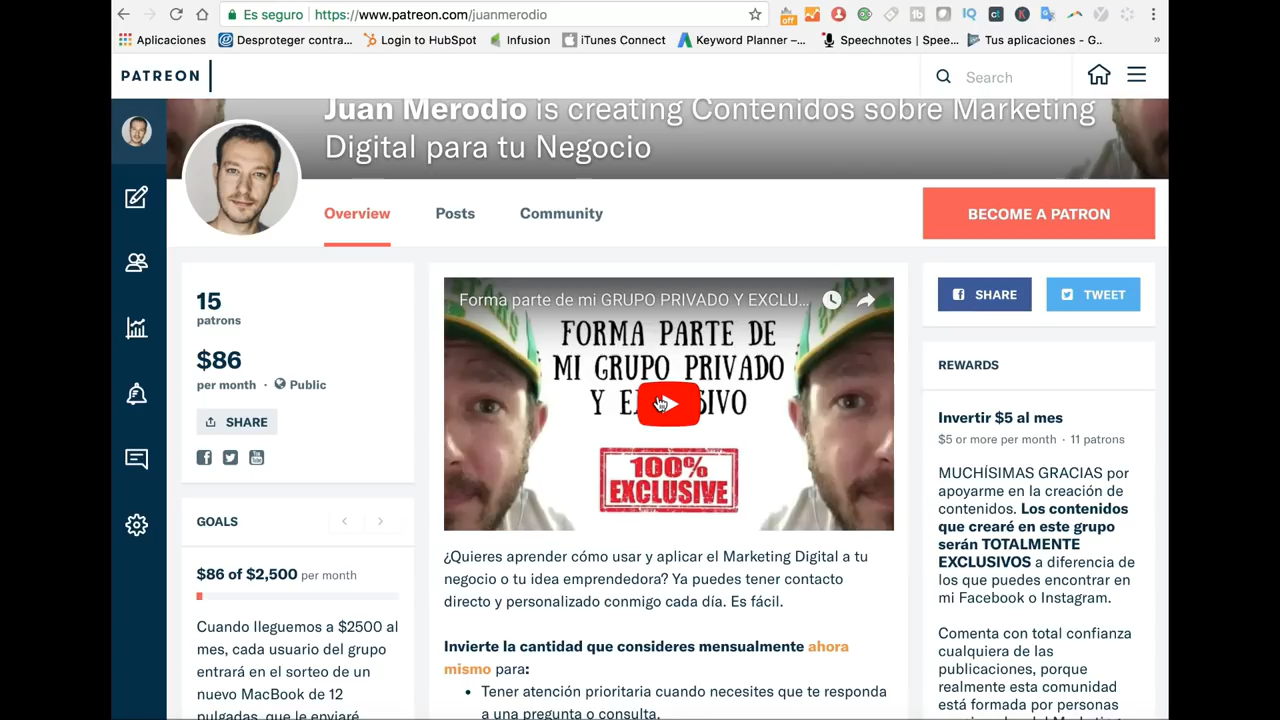 Es seguro | https://www.patreon.com/juanmerodio
off
Aplicaciones Desproteger contra... Login to HubSpot Infusion iTunes Connect Keyword Planner –... Speechnotes | Spee... Tus aplicaciones - G.. »
PATREON Search
Juan Merodio is creating Contenidos sobre Marketing
Digital para tu Negocio
Overview Posts Community BECOME A PATRON
15
patrons
$86
per month · Public
SHARE
GOALS
$86 of $2,500 per month
Cuando lleguemos a $2500 al
mes, cada usuario del grupo
entrará en el sorteo de un
nuevo MacBook de 12
pulgadas, que le enviaré
Forma parte de mi GRUPO PRIVADO Y EXCLU...
FORMA PARTE DE
MI GRUPO PRIVADO
100%
EXCLUSIVE
¿Quieres aprender cómo usar y aplicar el Marketing Digital a tu
negocio o tu idea emprendedora? Ya puedes tener contacto
directo y personalizado conmigo cada día. Es fácil.
Invierte la cantidad que consideres mensualmente ahora
mismo para:
• Tener atención prioritaria cuando necesites que te responda
a una pregunta o consulta.
SHARE TWEET
REWARDS
Invertir $5 al mes
$5 or more per month · 11 patrons
MUCHÍSIMAS GRACIAS por
apoyarme en la creación de
contenidos. Los contenidos
que crearé en este grupo
serán TOTALMENTE
EXCLUSIVOS a diferencia de
los que puedes encontrar en
mi Facebook o Instagram.
Comenta con total confianza
cualquiera de las
publicaciones, porque
realmente esta comunidad
está formada por personas